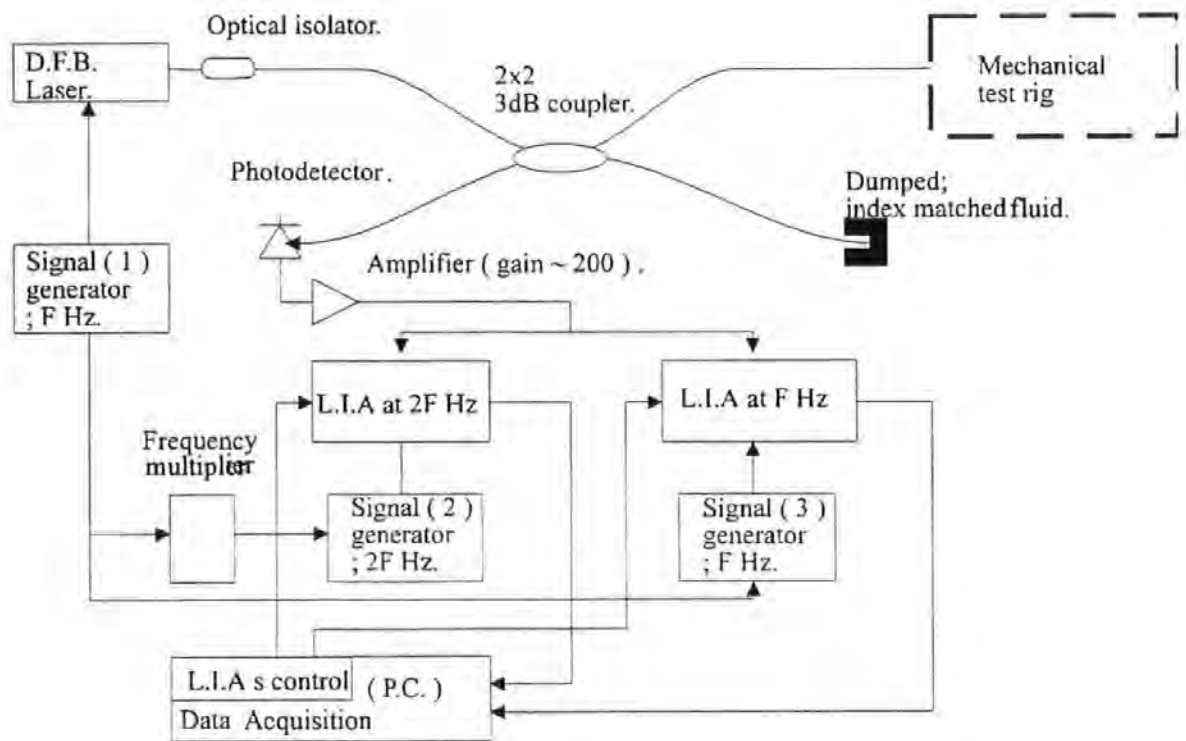 Optical isolator.
D.F.B.
Laser.
2x2
3dB coupler.
Mechanical
test rig
Photodetector.
Dumped;
index matched fluid.
Signal ( 1 )
generator
; F Hz.
Amplifier ( gain ~ 200 ) .
L.I.A at 2F Hz
L.I.A at F Hz
Frequency
multiplier
Signal ( 2 )
generator
; 2F Hz.
Signal ( 3 )
generator
; F Hz.
L.I.A s control
( P.C. )
Data Acquisition